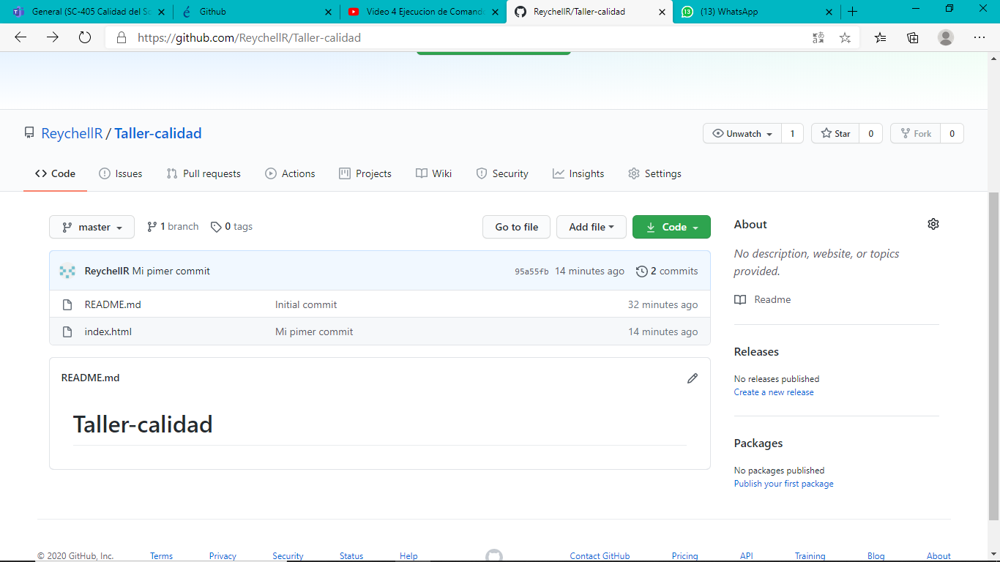 General (SC-405 Calidad del So
Github
Video 4 Ejecucion de Comando
ReychellR/Taller-calidad
(13) WhatsApp
https://github.com/ReychellR/Taller-calidad
ReychellR / Taller-calidad
Unwatch 1
Star 0
Fork 0
Code
Issues
Pull requests
Actions
Projects
Wiki
Security
Insights
Settings
master
1 branch
0 tags
Go to file
Add file
Code
ReychellR Mi pimer commit 95a55fb 14 minutes ago 2 commits
README.md Initial commit 32 minutes ago
index.html Mi pimer commit 14 minutes ago
README.md
Taller-calidad
About
No description, website, or topics
provided.
Readme
Releases
No releases published
Create a new release
Packages
No packages published
Publish your first package
© 2020 GitHub, Inc.
Terms
Privacy
Security
Status
Help
Contact GitHub
Pricing
API
Training
Blog
About